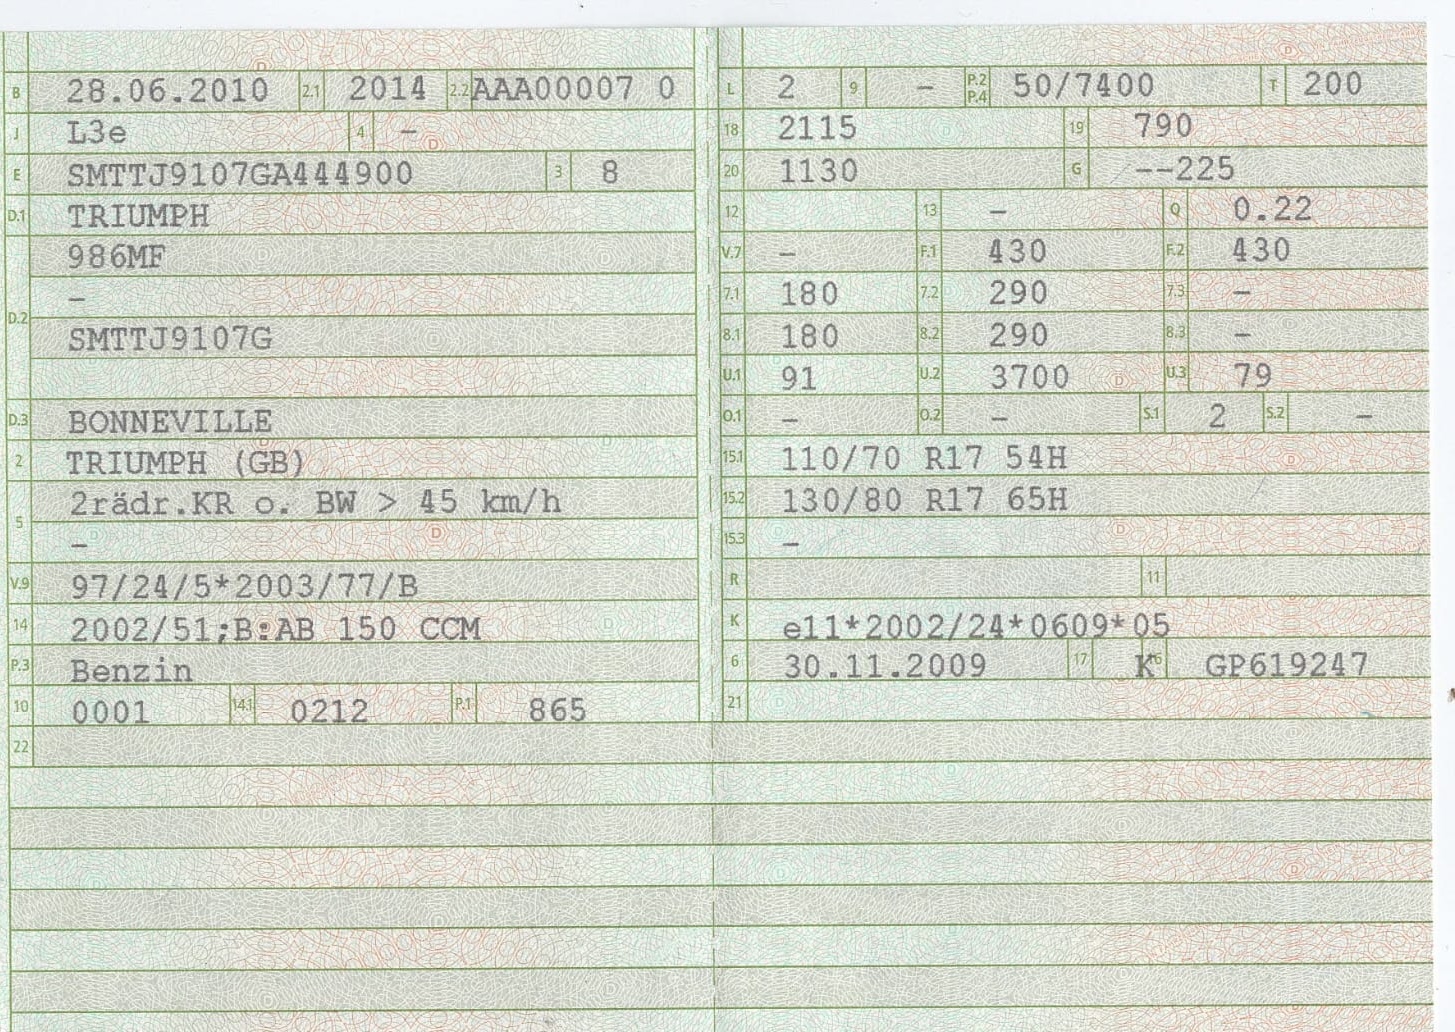 B 28.06.2010 2.1 2014 2.2 AAA00007 0
J L3e 4 -
E SMTTJ9107GA444900 3 8
D.1 TRIUMPH
986MF
D.2 -
SMTTJ9107G
D.3 BONNEVILLE
2 TRIUMPH (GB)
5 2rädr.KR o. BW > 45 km/h
-
V.9 97/24/5*2003/77/B
14 2002/51;B:AB 150 CCM
P.3 Benzin
10 0001 14.1 0212 P.1 865
22
L 2 9 - P.2 P.4 50/7400 T 200
18 2115 19 790
20 1130 G --225
12 13 - Q 0.22
V.7 - F.1 430 F.2 430
7.1 180 7.2 290 7.3 -
8.1 180 8.2 290 8.3 -
U.1 91 U.2 3700 U.3 79
O.1 - O.2 - S.1 2 S.2 -
15.1 110/70 R17 54H
15.2 130/80 R17 65H
15.3 -
R 11
K e11*2002/24*0609*05
6 30.11.2009 17 K 16 GP619247
21